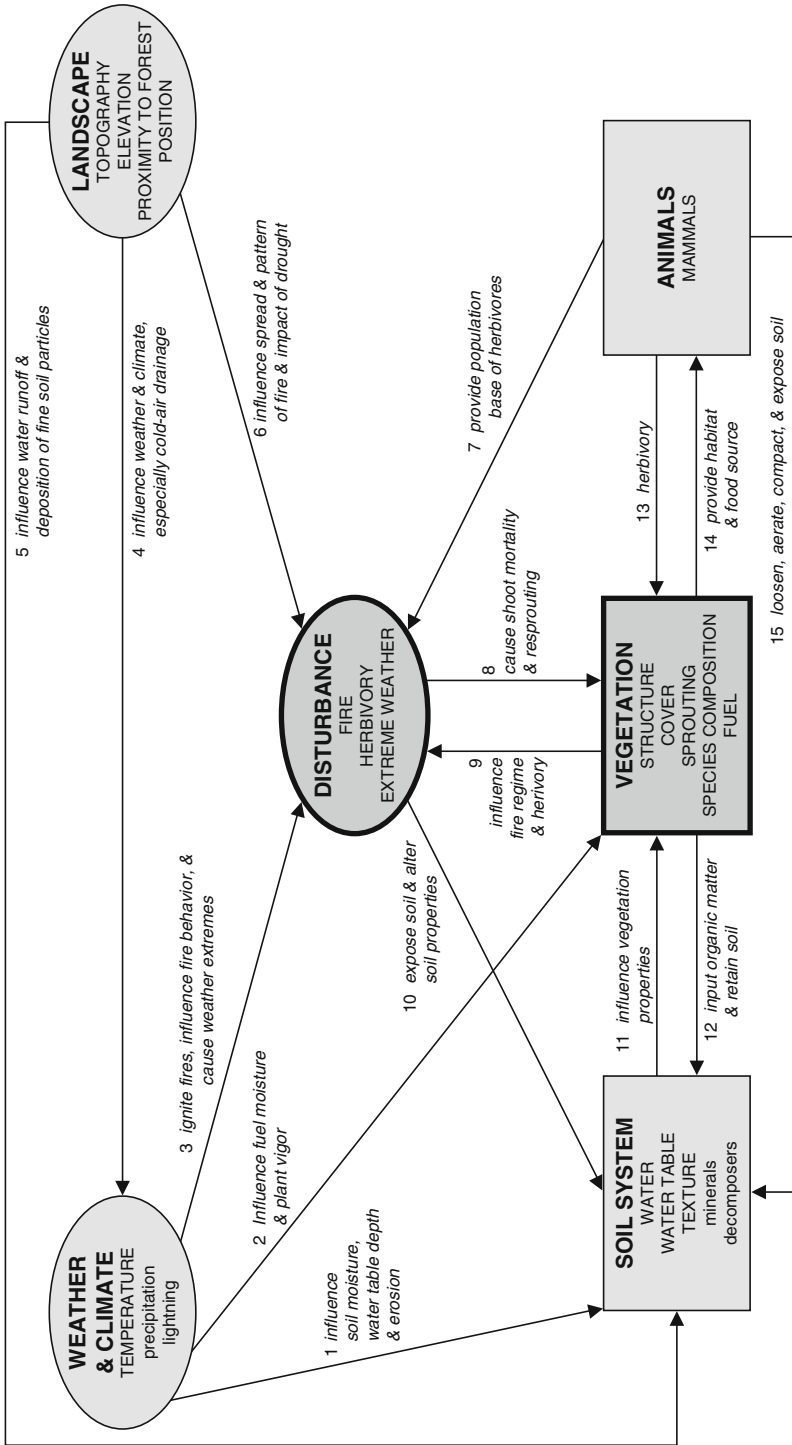 LANDSCAPE
TOPOGRAPHY
ELEVATION
PROXIMITY TO FOREST
POSITION
WEATHER
& CLIMATE
TEMPERATURE
precipitation
lightning
5 influence water runoff &
deposition of fine soil particles
4 influence weather & climate,
especially cold-air drainage
3 ignite fires, influence fire behavior, &
cause weather extremes
6 influence spread & pattern
of fire & impact of drought
2 Influence fuel moisture
& plant vigor
1 influence
soil moisture,
water table depth
& erosion
DISTURBANCE
FIRE
HERBIVORY
EXTREME WEATHER
7 provide population
base of herbivores
10 expose soil & alter
soil properties
9
influence
fire regime
& herivory
8
cause shoot mortality
& resprouting
SOIL SYSTEM
WATER
WATER TABLE
TEXTURE
minerals
decomposers
11 influence vegetation
properties
12 input organic matter
& retain soil
VEGETATION
STRUCTURE
COVER
SPROUTING
SPECIES COMPOSITION
FUEL
13 herbivory
14 provide habitat
& food source
ANIMALS
MAMMALS
15 loosen, aerate, compact, & expose soil